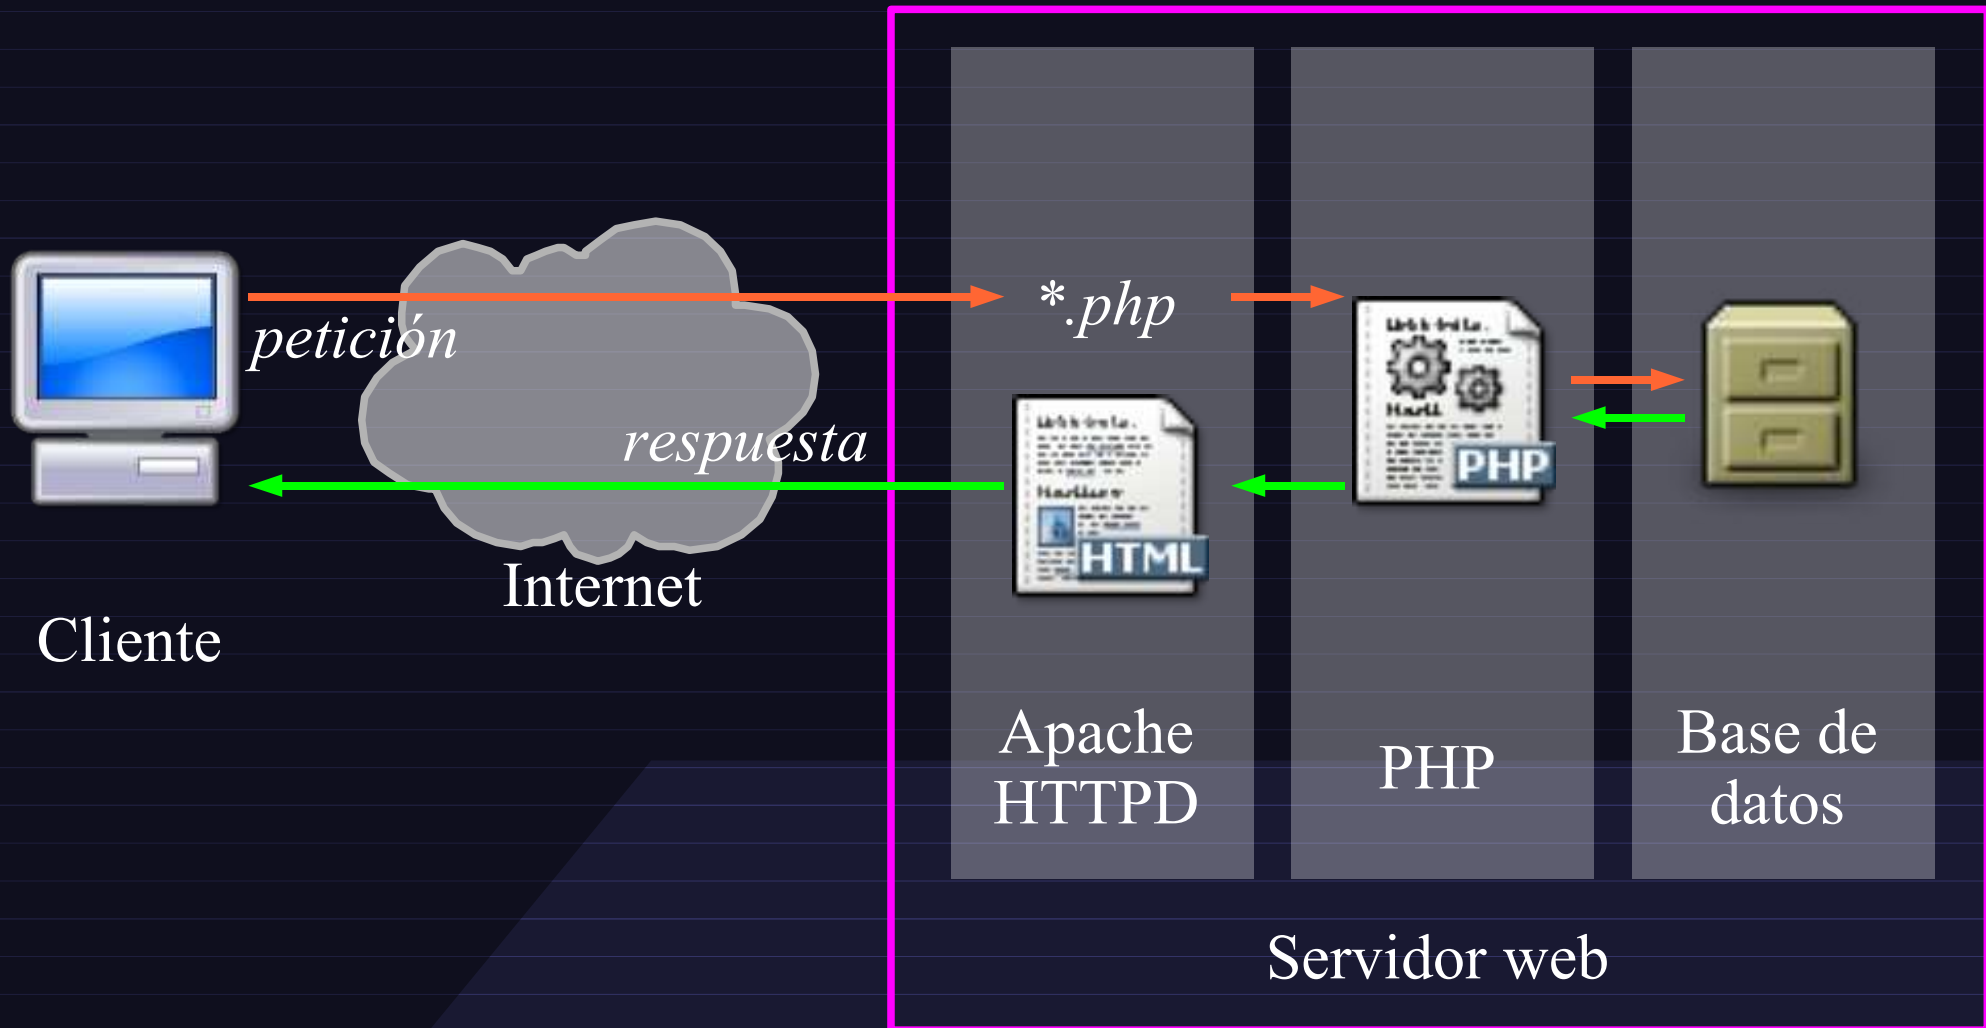 *.php
petición
PHP
respuesta
HTML
Internet
Cliente
Apache
HTTPD
PHP
Base de
datos
Servidor web